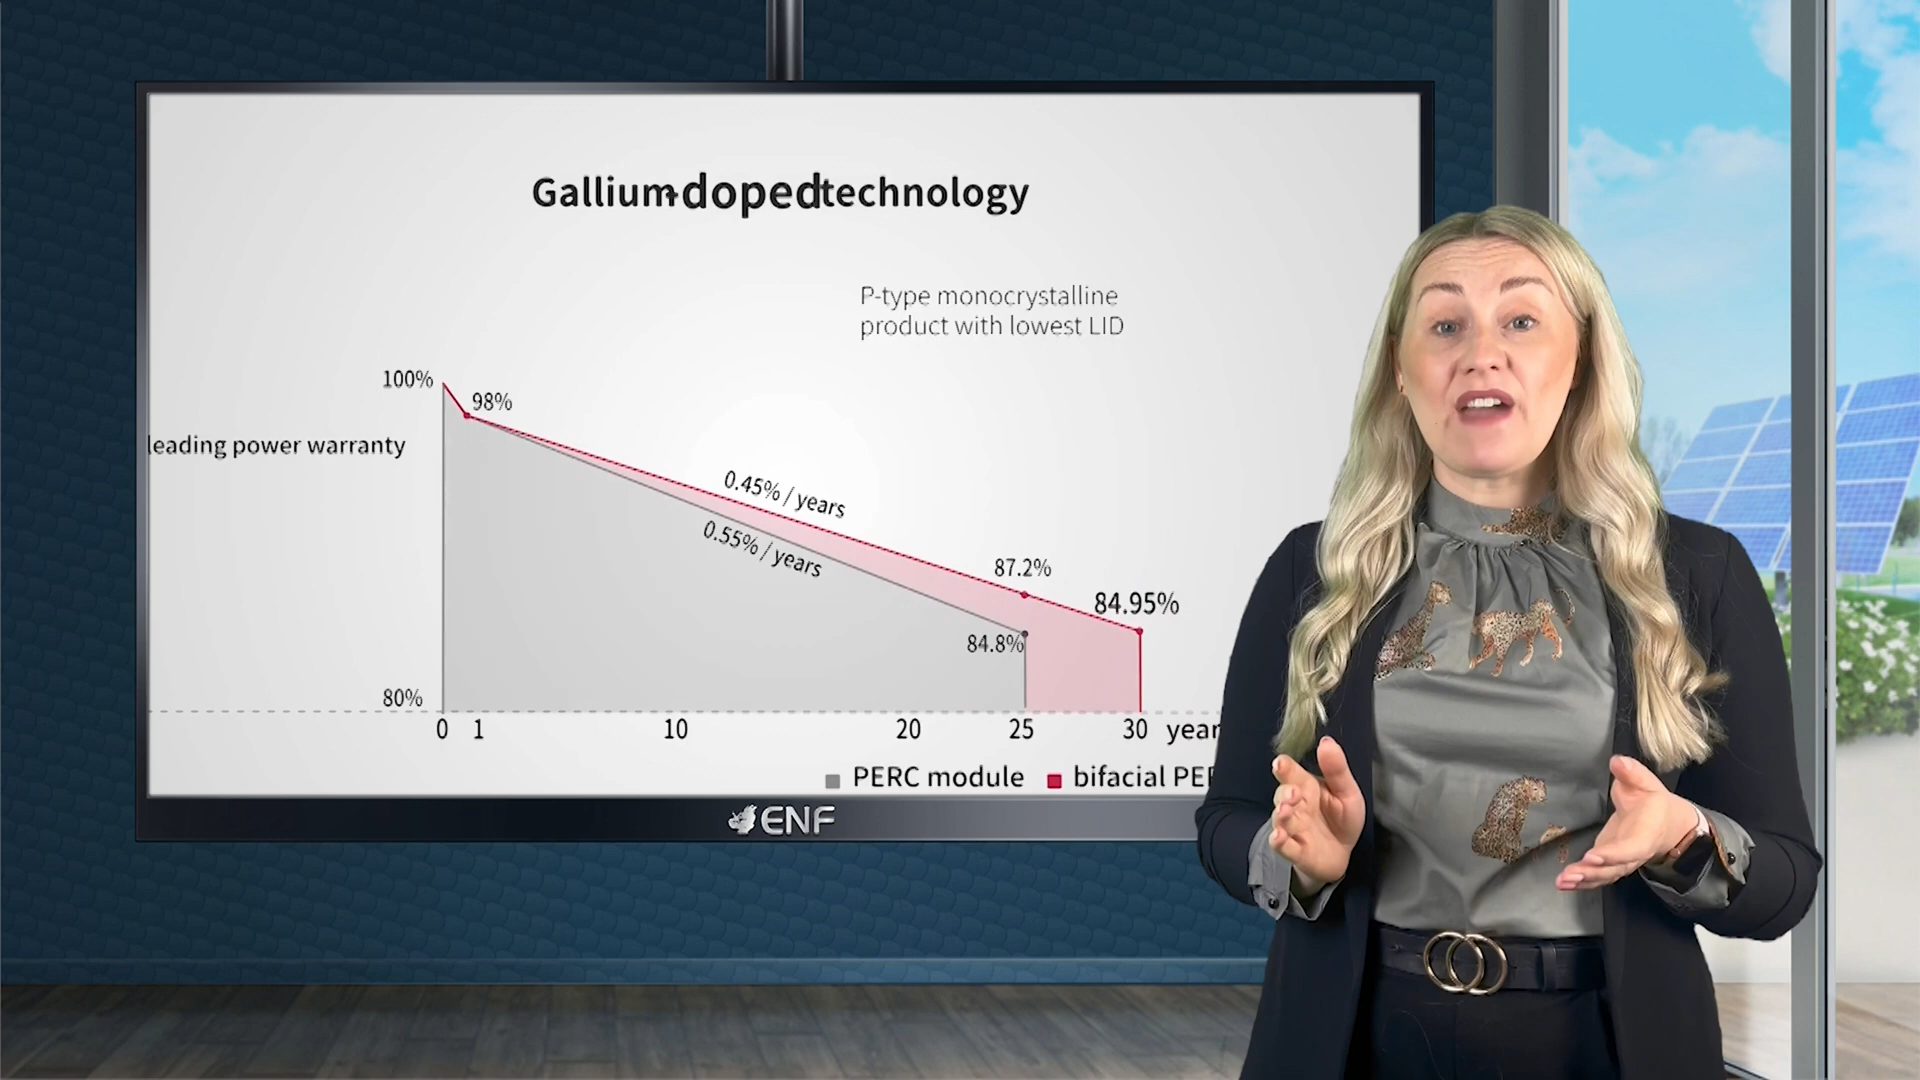 Gallium-doped technology
P-type monocrystalline
product with lowest LID
100%
98%
leading power warranty
0.45% / years
0.55% / years
87.2%
84.95%
84.8%
80%
0 1 10 20 25 30 year
PERC module bifacial PE
ENF